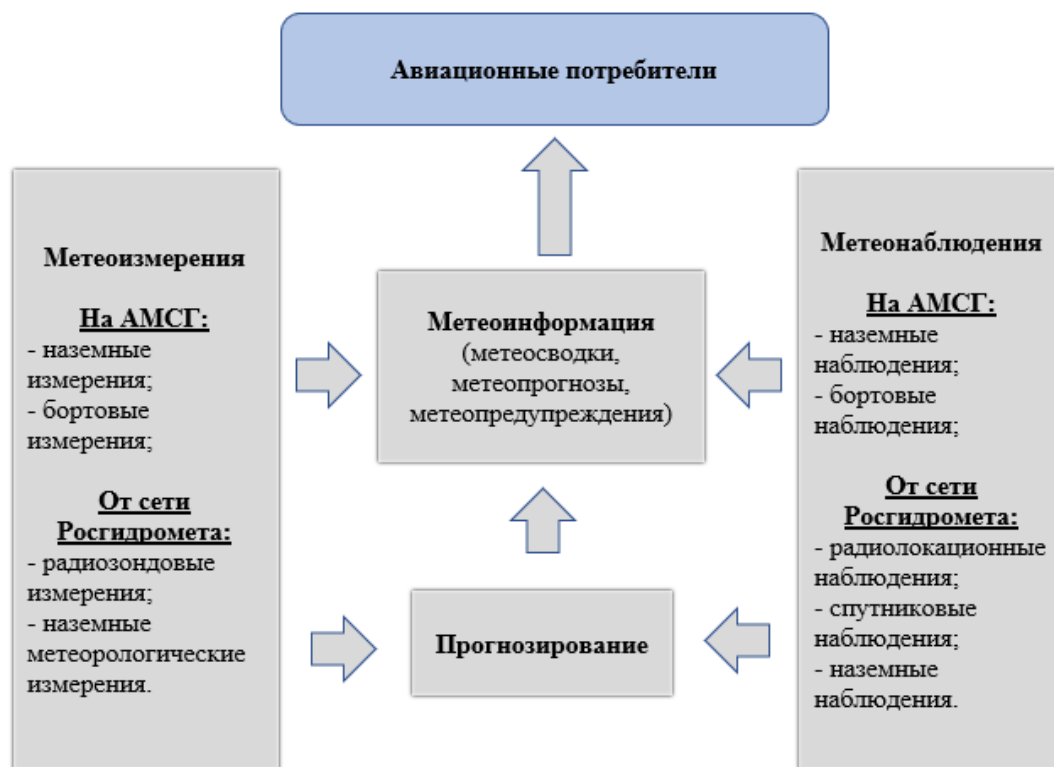 Авиационные потребители
Метеоизмерения
На АМСГ:
- наземные
измерения;
- бортовые
измерения;
От сети
Росгидромета:
- радиозондовые
измерения;
- наземные
метеорологические
измерения.
Метеоинформация
(метеосводки,
метеопрогнозы,
метеопредупреждения)
Прогнозирование
Метеонаблюдения
На АМСГ:
- наземные
наблюдения;
- бортовые
наблюдения;
От сети
Росгидромета:
- радиолокационные
наблюдения;
- спутниковые
наблюдения;
- наземные
наблюдения.